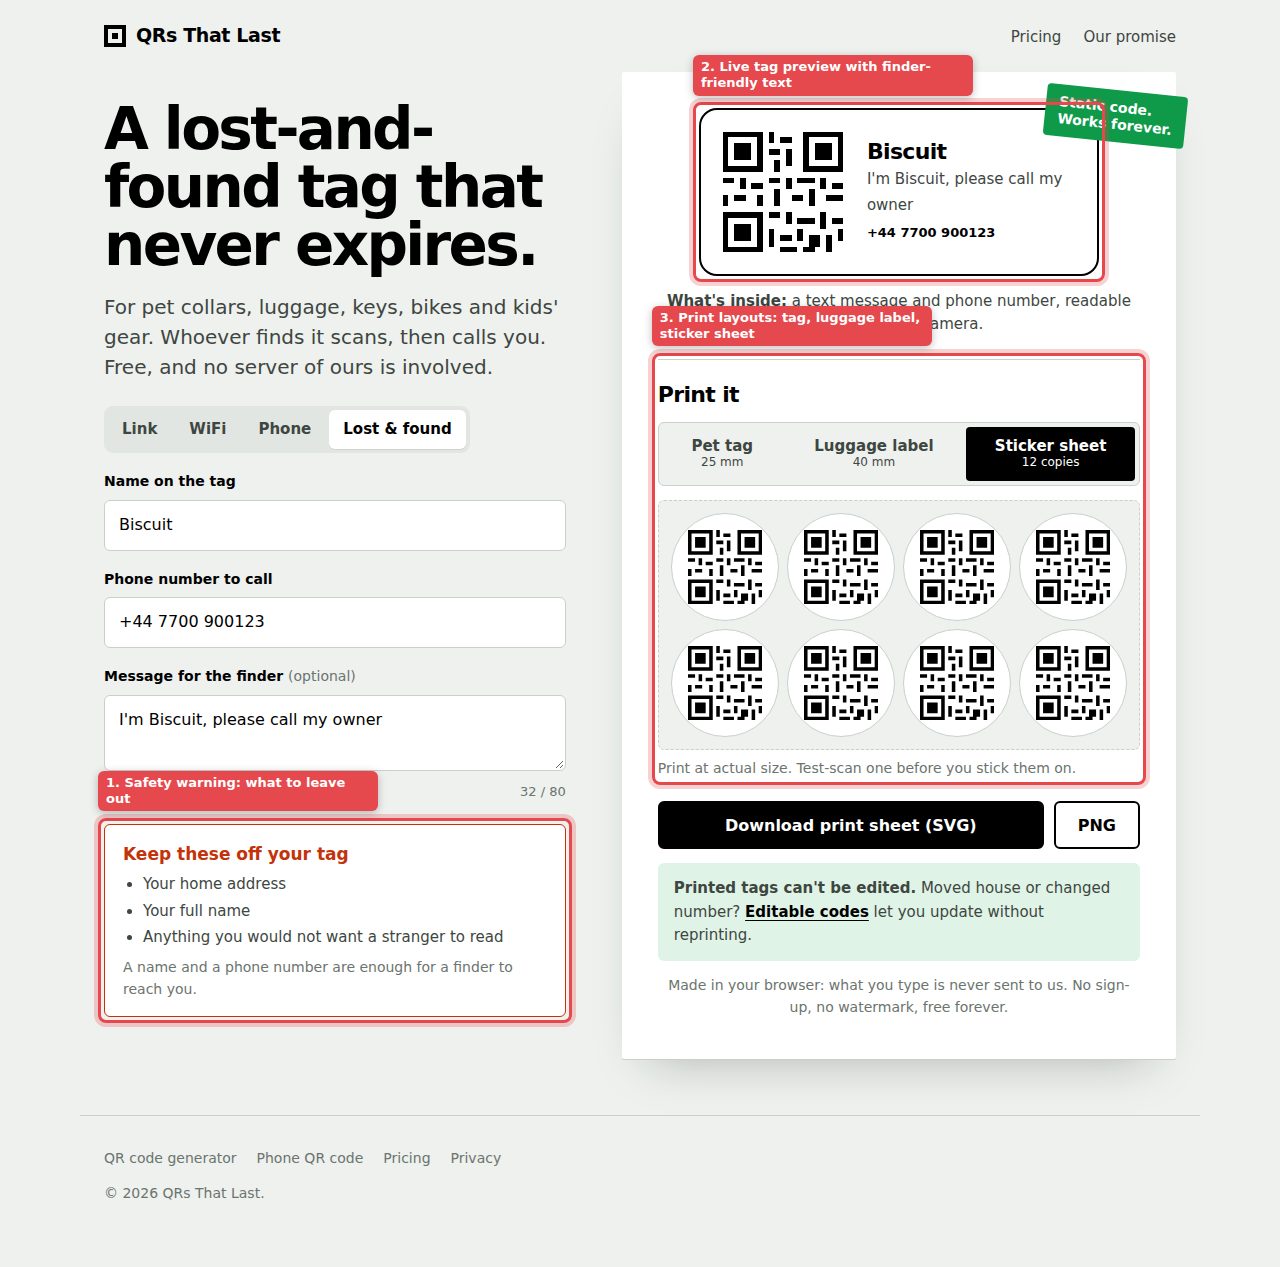 QRs That Last
Pricing
Our promise
A lost-and-
found tag that
never expires.
For pet collars, luggage, keys, bikes and kids'
gear. Whoever finds it scans, then calls you.
Free, and no server of ours is involved.
Link
WiFi
Phone
Lost & found
Name on the tag
Biscuit
Phone number to call
+44 7700 900123
Message for the finder (optional)
I'm Biscuit, please call my owner
32 / 80
1. Safety warning: what to leave
out
Keep these off your tag
• Your home address
• Your full name
• Anything you would not want a stranger to read
A name and a phone number are enough for a finder to
reach you.
2. Live tag preview with finder-
friendly text
Static code.
Works forever.
Biscuit
I'm Biscuit, please call my
owner
+44 7700 900123
What's inside: a text message and phone number, readable
amera.
3. Print layouts: tag, luggage label,
sticker sheet
Print it
Pet tag
25 mm
Luggage label
40 mm
Sticker sheet
12 copies
Print at actual size. Test-scan one before you stick them on.
Download print sheet (SVG)
PNG
Printed tags can't be edited. Moved house or changed
number? Editable codes let you update without
reprinting.
Made in your browser: what you type is never sent to us. No sign-
up, no watermark, free forever.
QR code generator
Phone QR code
Pricing
Privacy
© 2026 QRs That Last.